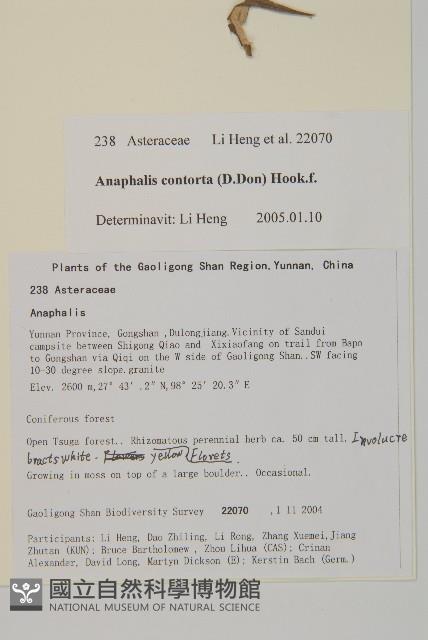 238 Asteraceae Li Heng et al. 22070
Anaphalis contorta (D.Don) Hook.f.
Determinavit: Li Heng 2005.01.10
Plants of the Gaoligong Shan Region, Yunnan, China
238 Asteraceae
Anaphalis
Yunnan Province, Gongshan ,Dulongjiang.Vicinity of Sandui
campsite between Shigong Qiao and Xixiaofang on trail from Bapo
to Gongshan via Qiqi on the W side of Gaoligong Shan..SW facing
10-30 degree slope.granite
Elev. 2600 m,27° 43′ .2″ N,98° 25′ 20.3″ E
Coniferous forest
Open Tsuga forest.. Rhizomatous perennial herb ca. 50 cm tall. Involucre
bracts white. yellow florets.
Growing in moss on top of a large boulder.. Occasional.
Gaoligong Shan Biodiversity Survey 22070 ,1 11 2004
Participants: Li Heng, Dao Zhiling, Li Rong, Zhang Xuemei,Jiang
Zhutan (KUN); Bruce Bartholomew , Zhou Lihua (CAS); Crinan
Alexander, David Long, Martyn Dickson (E); Kerstin Bach (Germ.)
國立自然科學博物館
NATIONAL MUSEUM OF NATURAL SCIENCE